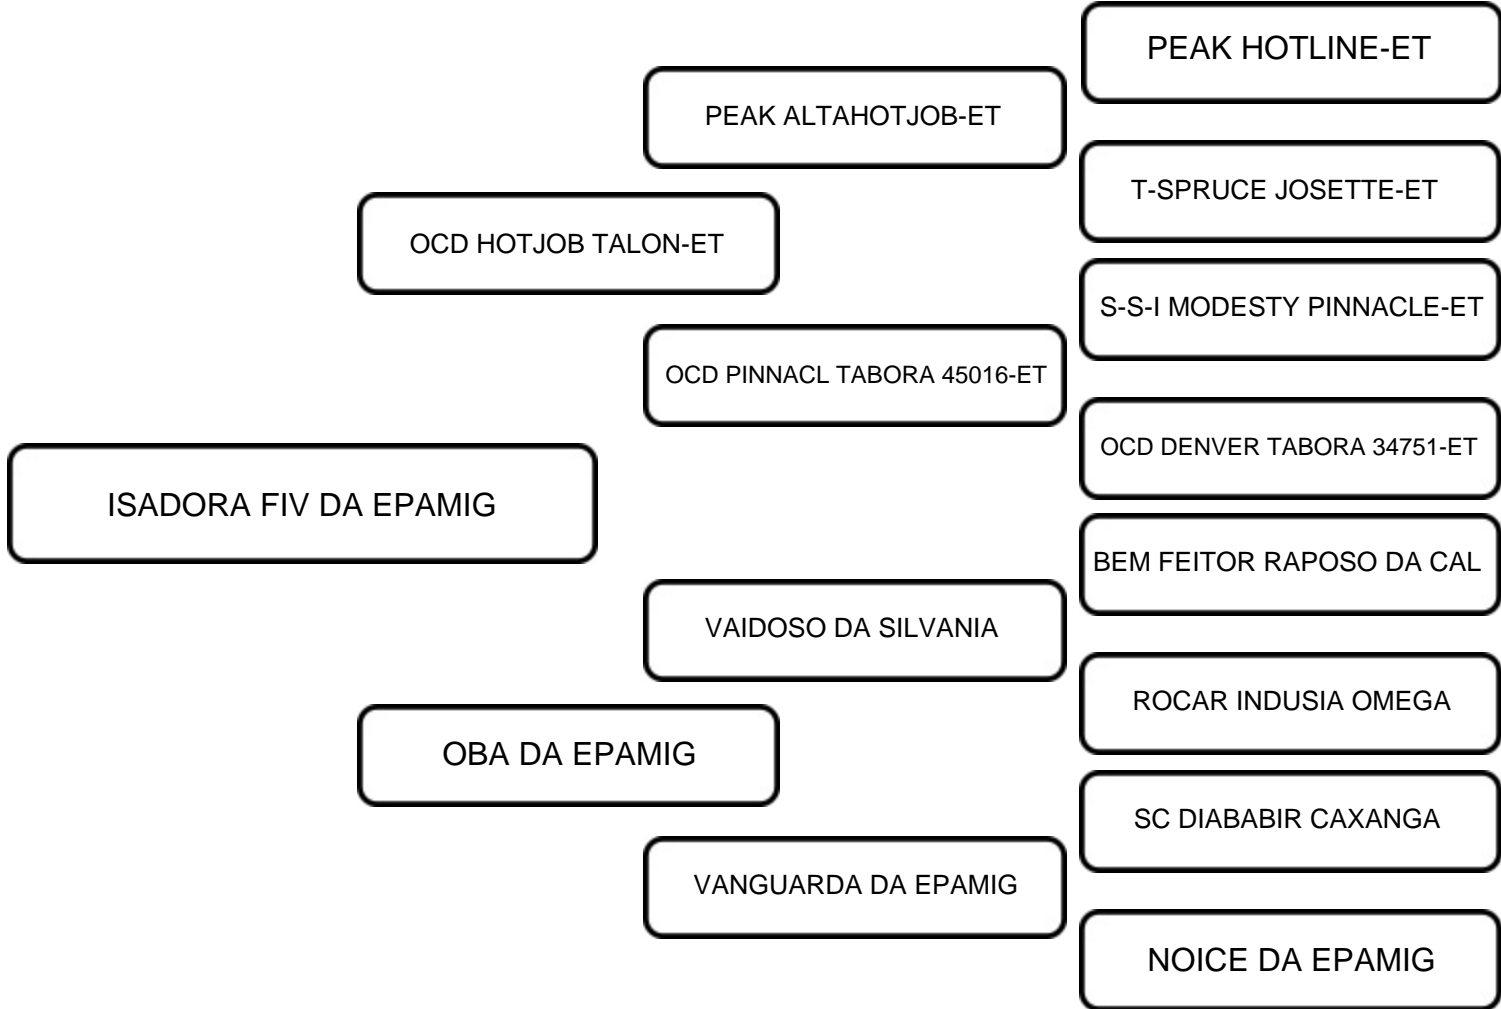 PEAK HOTLINE-ET
PEAK ALTAHOTJOB-ET
T-SPRUCE JOSETTE-ET
OCD HOTJOB TALON-ET
S-S-I MODESTY PINNACLE-ET
OCD PINNACL TABORA 45016-ET
OCD DENVER TABORA 34751-ET
ISADORA FIV DA EPAMIG
BEM FEITOR RAPOSO DA CAL
VAIDOSO DA SILVANIA
ROCAR INDUSIA OMEGA
OBA DA EPAMIG
SC DIABABIR CAXANGA
VANGUARDA DA EPAMIG
NOICE DA EPAMIG